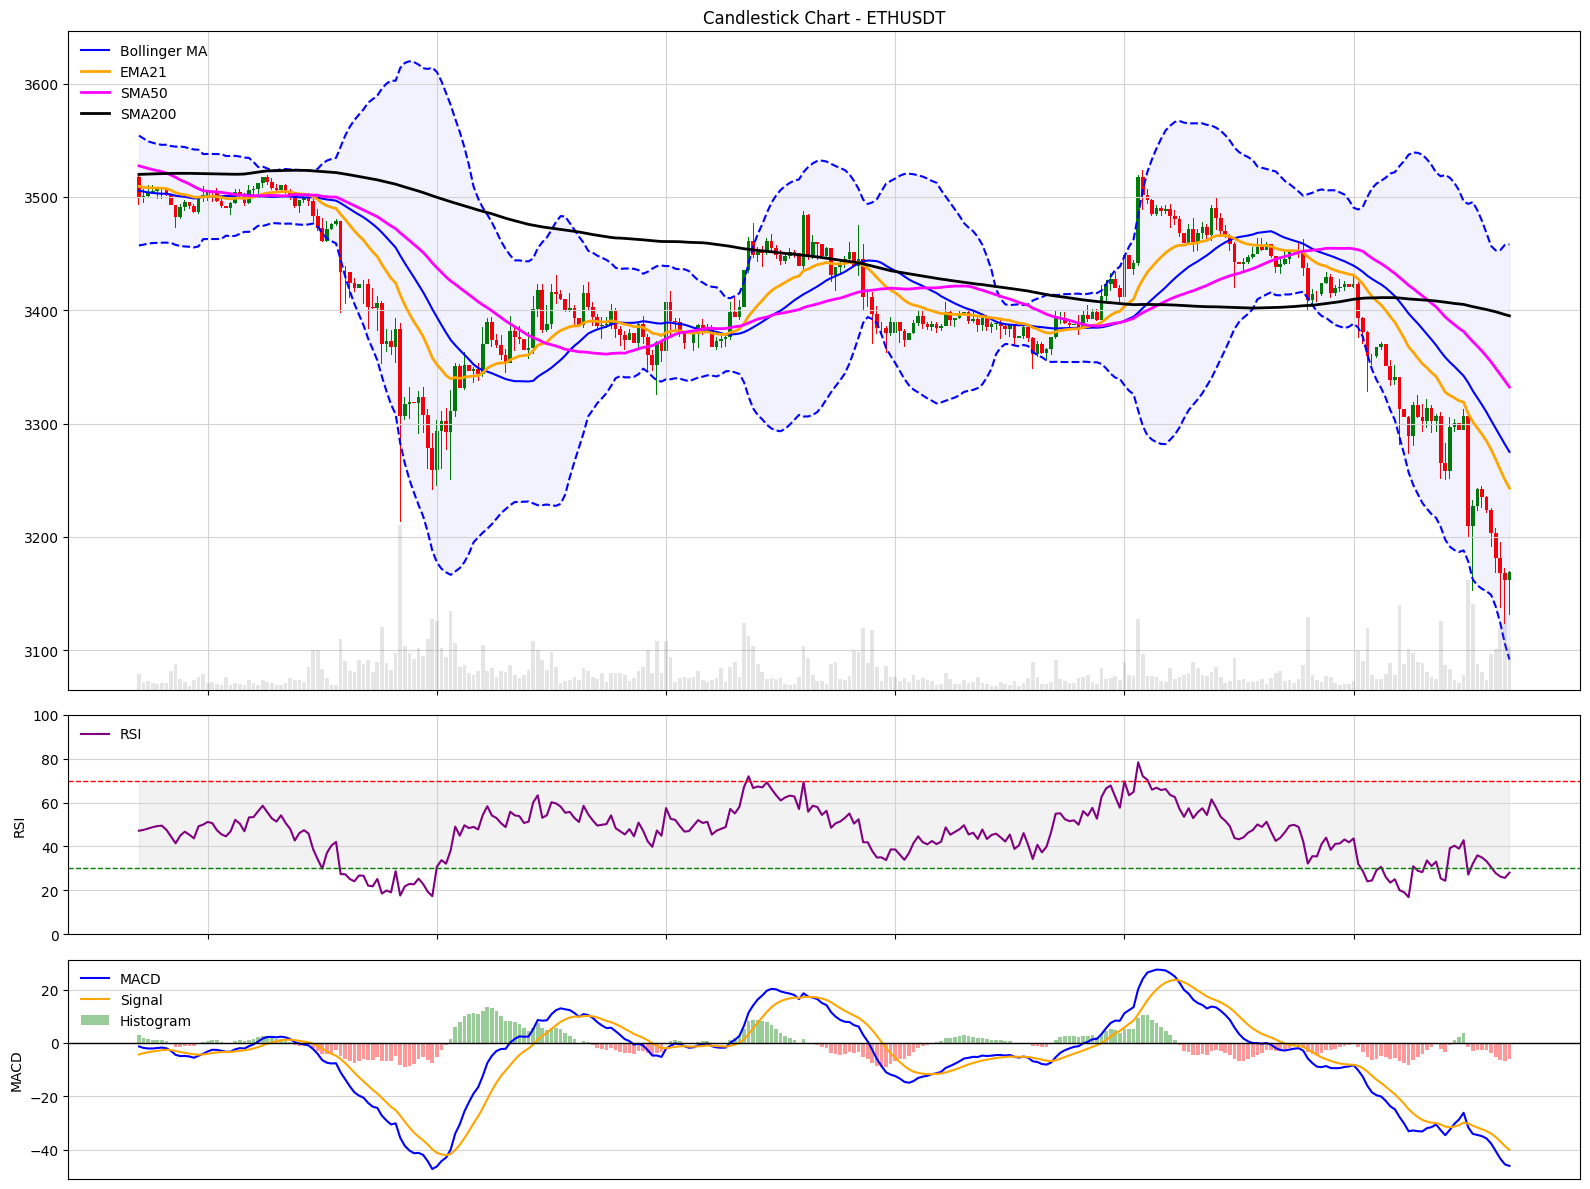 Candlestick Chart - ETHUSDT
Bollinger MA
EMA21
SMA50
SMA200
3600
3500
3400
3300
3200
3100
RSI
RSI
100
80
60
40
20
0
MACD
Signal
Histogram
MACD
20
0
−20
−40